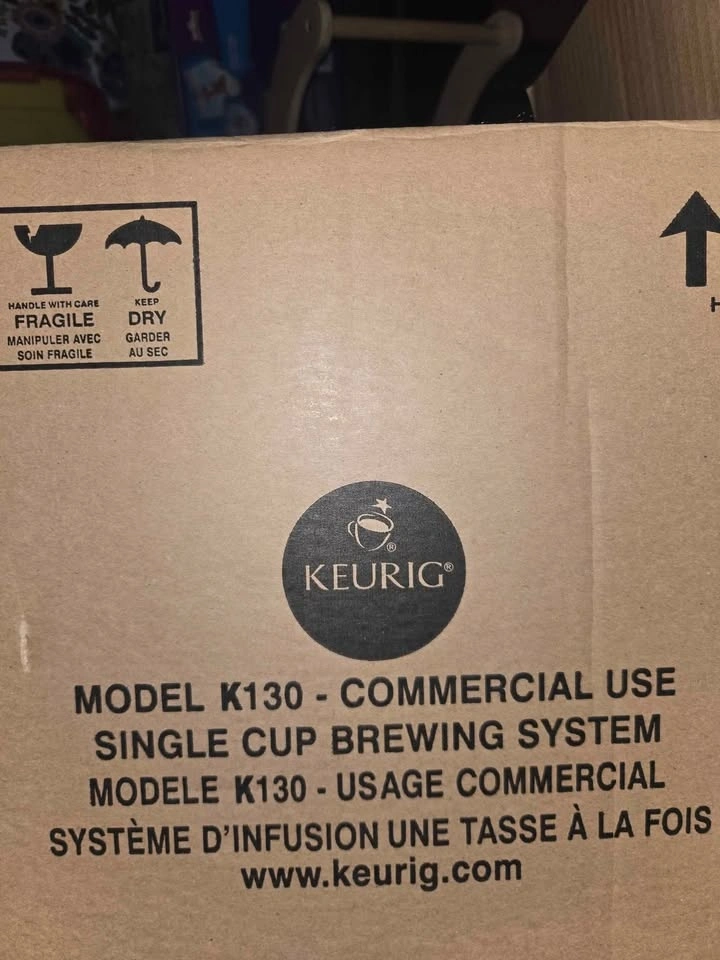 HANDLE WITH CARE
FRAGILE
MANIPULER AVEC
SOIN FRAGILE
KEEP
DRY
GARDER
AU SEC
KEURIG®
MODEL K130 - COMMERCIAL USE
SINGLE CUP BREWING SYSTEM
MODELE K130 - USAGE COMMERCIAL
SYSTÈME D'INFUSION UNE TASSE À LA FOIS
www.keurig.com